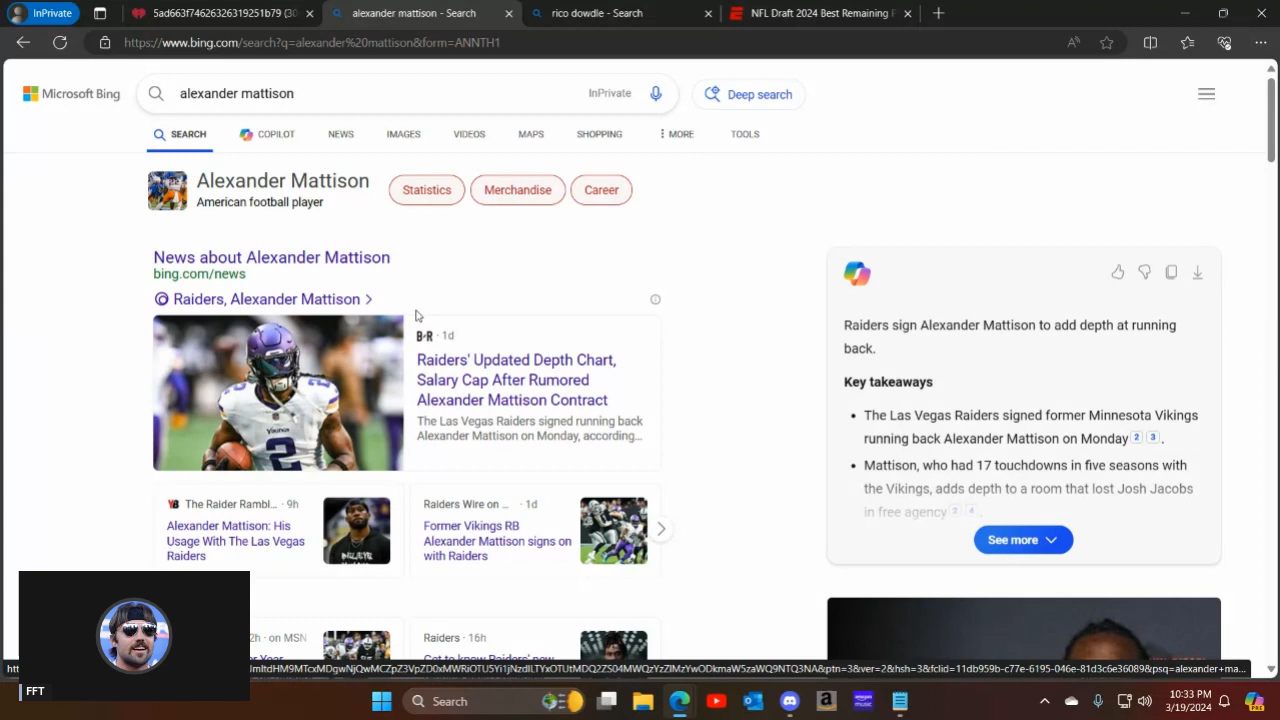 InPrivate
5ad663f74626326319251b79 (30
alexander mattison - Search
rico dowdle - Search
NFL Draft 2024 Best Remaining F
https://www.bing.com/search?q=alexander%20mattison&form=ANNTH1
Microsoft Bing
alexander mattison
InPrivate
Deep search
SEARCH
COPILOT
NEWS
IMAGES
VIDEOS
MAPS
SHOPPING
MORE
TOOLS
Alexander Mattison
American football player
Statistics
Merchandise
Career
News about Alexander Mattison
bing.com/news
Raiders, Alexander Mattison >
B/R · 1d
Raiders' Updated Depth Chart,
Salary Cap After Rumored
Alexander Mattison Contract
The Las Vegas Raiders signed running back
Alexander Mattison on Monday, according...
The Raider Rambl... · 9h
Alexander Mattison: His
Usage With The Las Vegas
Raiders
Raiders Wire on ... · 1d
Former Vikings RB
Alexander Mattison signs on
with Raiders
2h · on MSN
Raiders · 16h
Raiders sign Alexander Mattison to add depth at running
back.
Key takeaways
• The Las Vegas Raiders signed former Minnesota Vikings
running back Alexander Mattison on Monday 2 3 .
• Mattison, who had 17 touchdowns in five seasons with
the Vikings, adds depth to a room that lost Josh Jacobs
in free agency 2 4 .
See more
FFT
Search
10:33 PM
3/19/2024